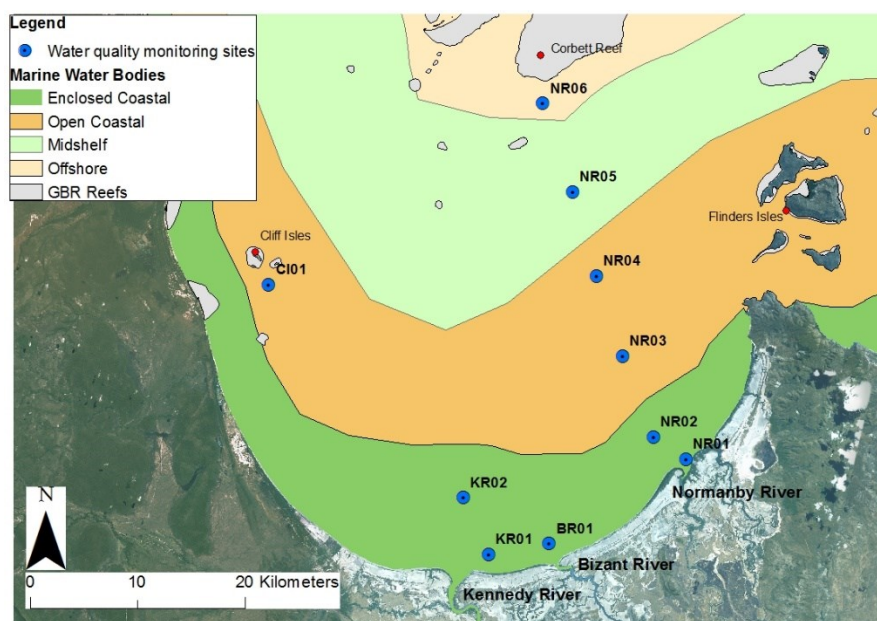 Legend
Water quality monitoring sites
Marine Water Bodies
Enclosed Coastal
Open Coastal
Midshelf
Offshore
GBR Reefs
Corbett Reef
NR06
NR05
Flinders Isles
Cliff Isles
CI01
NR04
NR03
NR02
NR01
Normanby River
KR02
KR01
BR01
Bizant River
Kennedy River
N
0 10 20 Kilometers